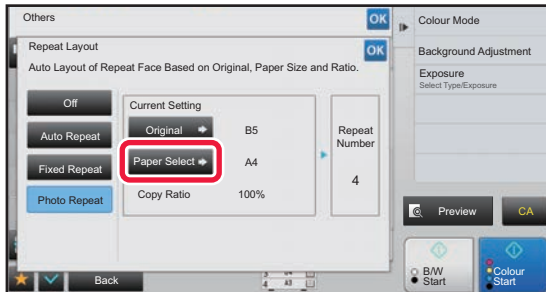 Others
OK
Colour Mode
Repeat Layout
OK
Background Adjustment
Auto Layout of Repeat Face Based on Original, Paper Size and Ratio.
Exposure
Select Type/Exposure
Off
Current Setting
Auto Repeat
Original
B5
Repeat
Number
Fixed Repeat
Paper Select
A4
4
Photo Repeat
Copy Ratio
100%
Preview
CA
Back
4 A3
B/W
Start
Colour
Start